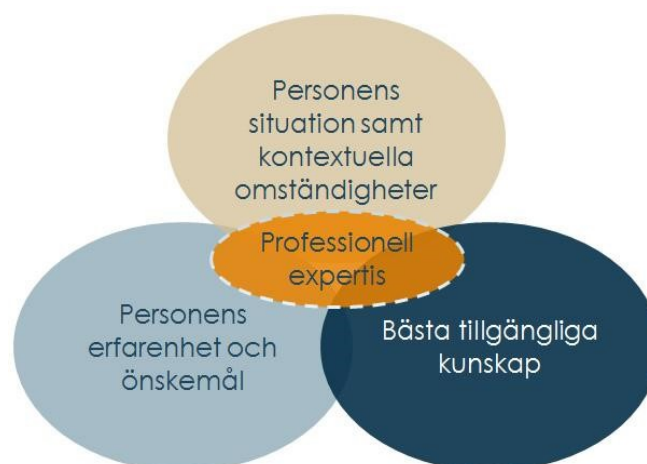 Personens
situation samt
kontextuella
omständigheter
Professionell
expertis
Personens
erfarenhet och
önskemål
Bästa tillgängliga
kunskap